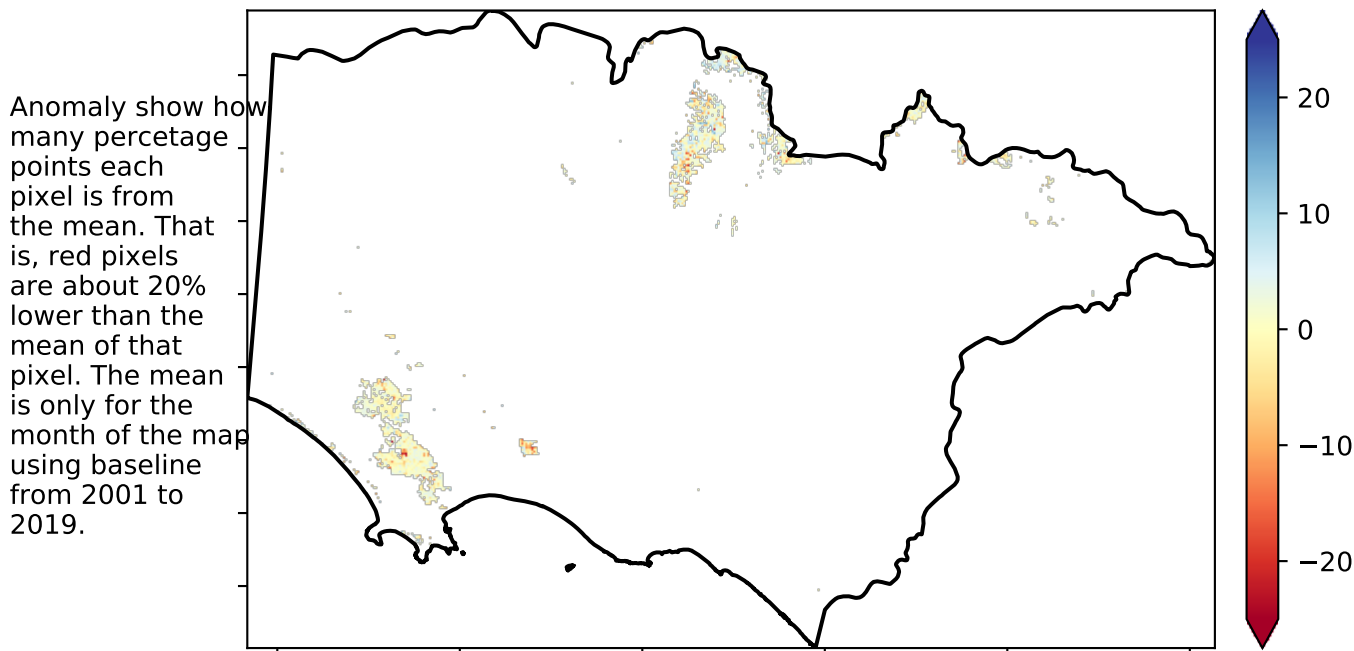 Anomaly show how
many percetage
points each
pixel is from
the mean. That
is, red pixels
are about 20%
lower than the
mean of that
pixel. The mean
is only for the
month of the map
using baseline
from 2001 to
2019.
20
10
0
−10
−20